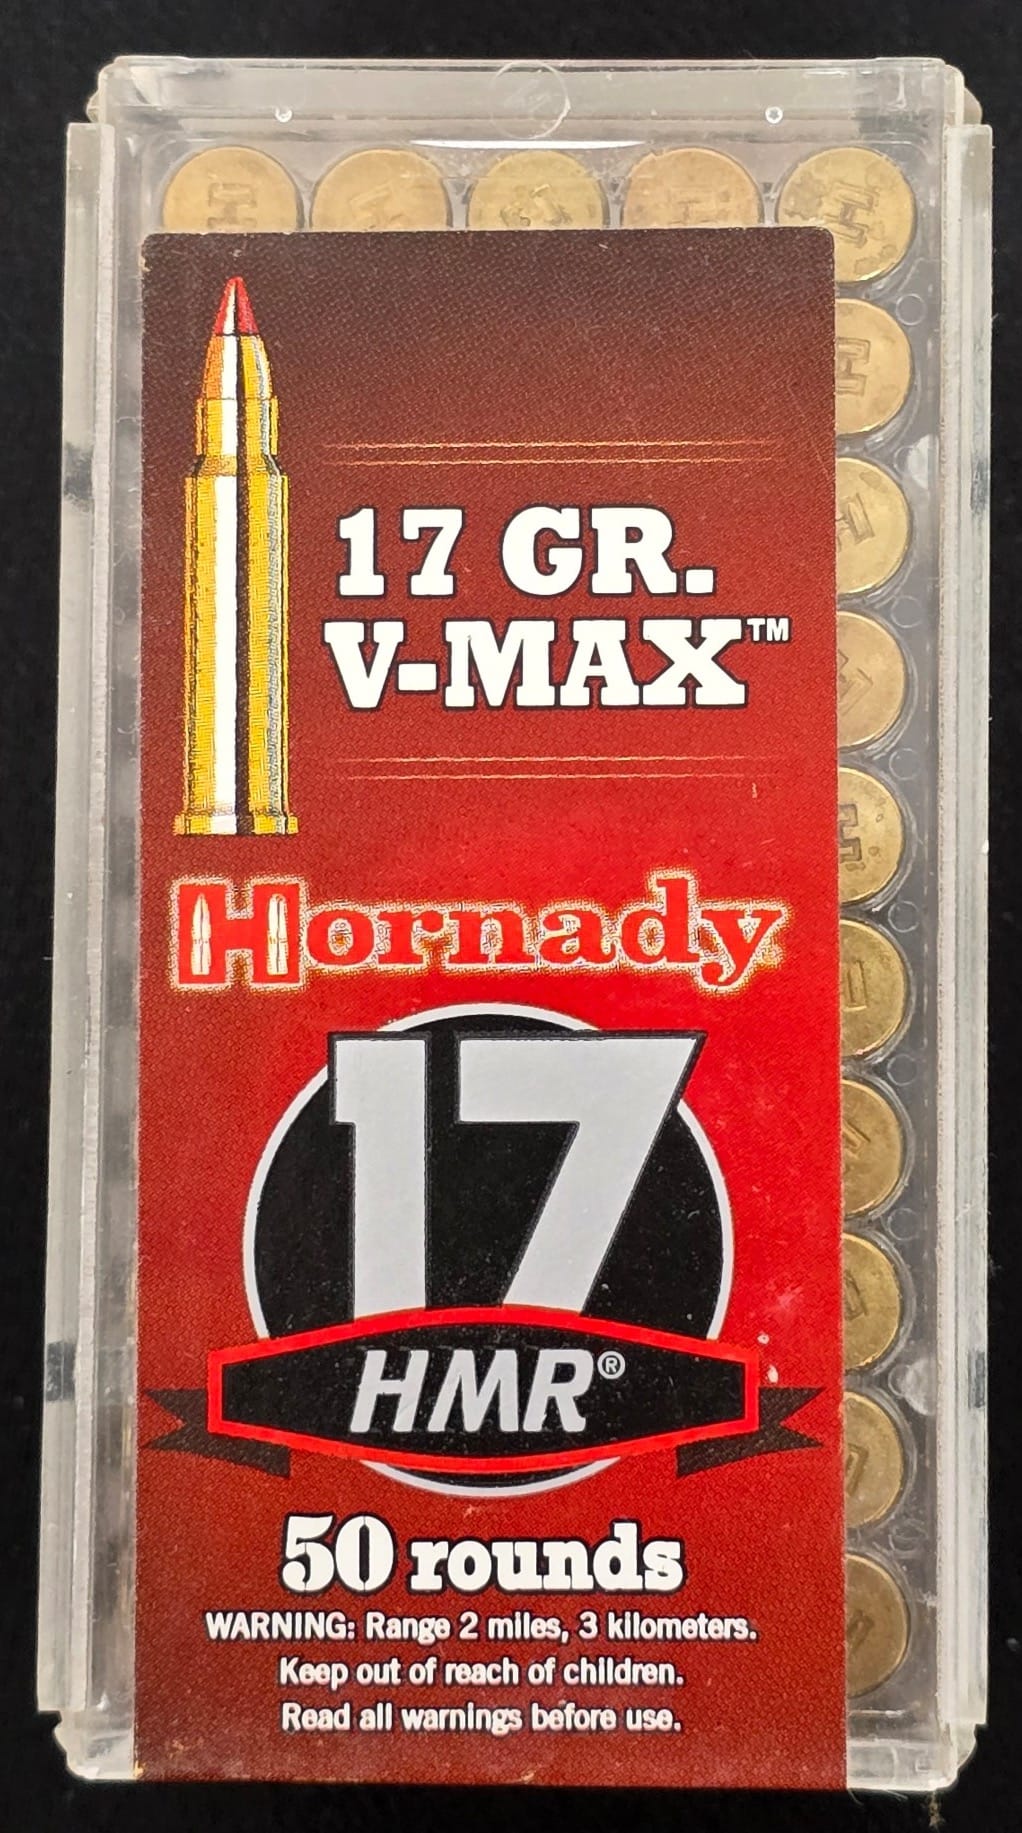 17 GR.
V-MAX™
Hornady
17
HMR®
50 rounds
WARNING: Range 2 miles, 3 kilometers.
Keep out of reach of children.
Read all warnings before use.